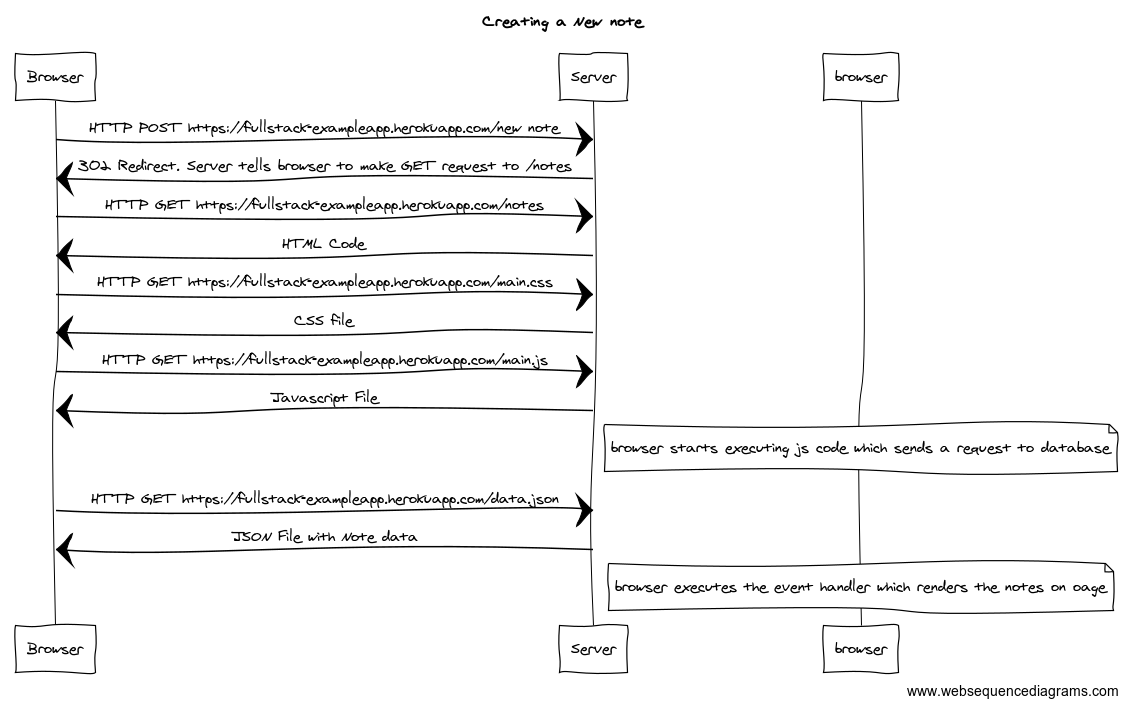 Creating a New note
Browser
Server
browser
HTTP POST https://fullstack-exampleapp.herokuapp.com/new note
302 Redirect. Server tells browser to make GET request to /notes
HTTP GET https://fullstack-exampleapp.herokuapp.com/notes
HTML Code
HTTP GET https://fullstack-exampleapp.herokuapp.com/main.css
CSS file
HTTP GET https://fullstack-exampleapp.herokuapp.com/main.js
Javascript File
browser starts executing js code which sends a request to database
HTTP GET https://fullstack-exampleapp.herokuapp.com/data.json
JSON File with Note data
browser executes the event handler which renders the notes on oage
Browser
Server
browser
www.websequencediagrams.com